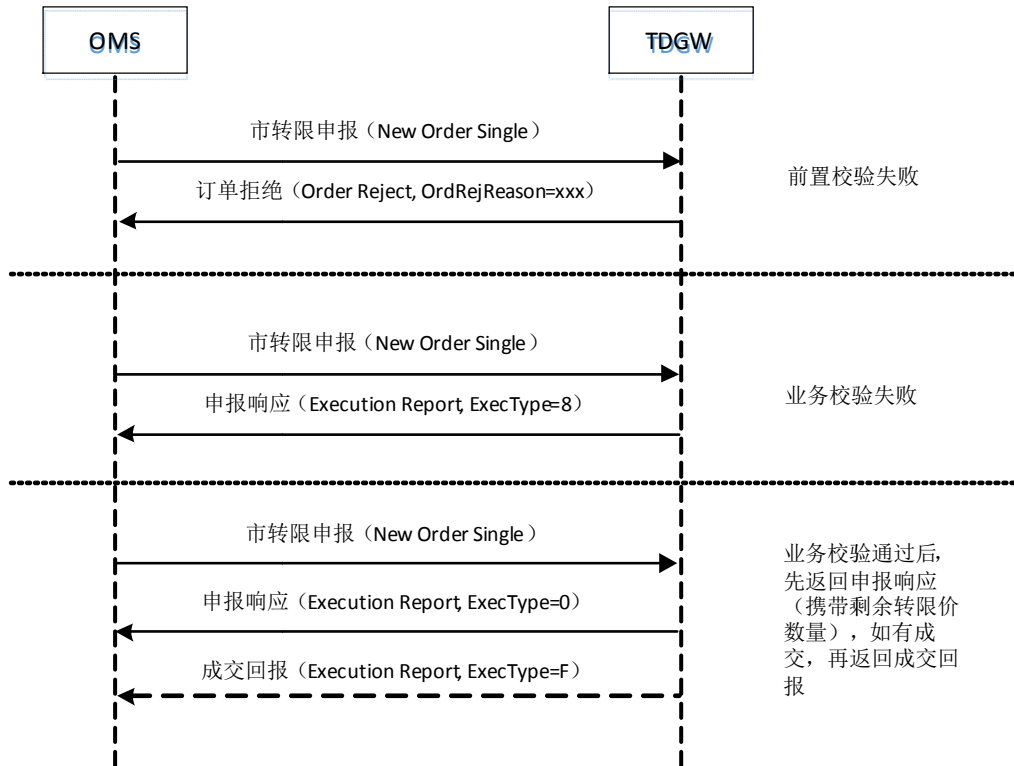 OMS
TDGW
市转限申报（New Order Single）
订单拒绝（Order Reject, OrdRejReason=xxx）
前置校验失败
市转限申报（New Order Single）
申报响应（Execution Report, ExecType=8）
业务校验失败
市转限申报（New Order Single）
申报响应（Execution Report, ExecType=0）
成交回报（Execution Report, ExecType=F）
业务校验通过后，
先返回申报响应
（携带剩余转限价
数量），如有成
交，再返回成交回
报